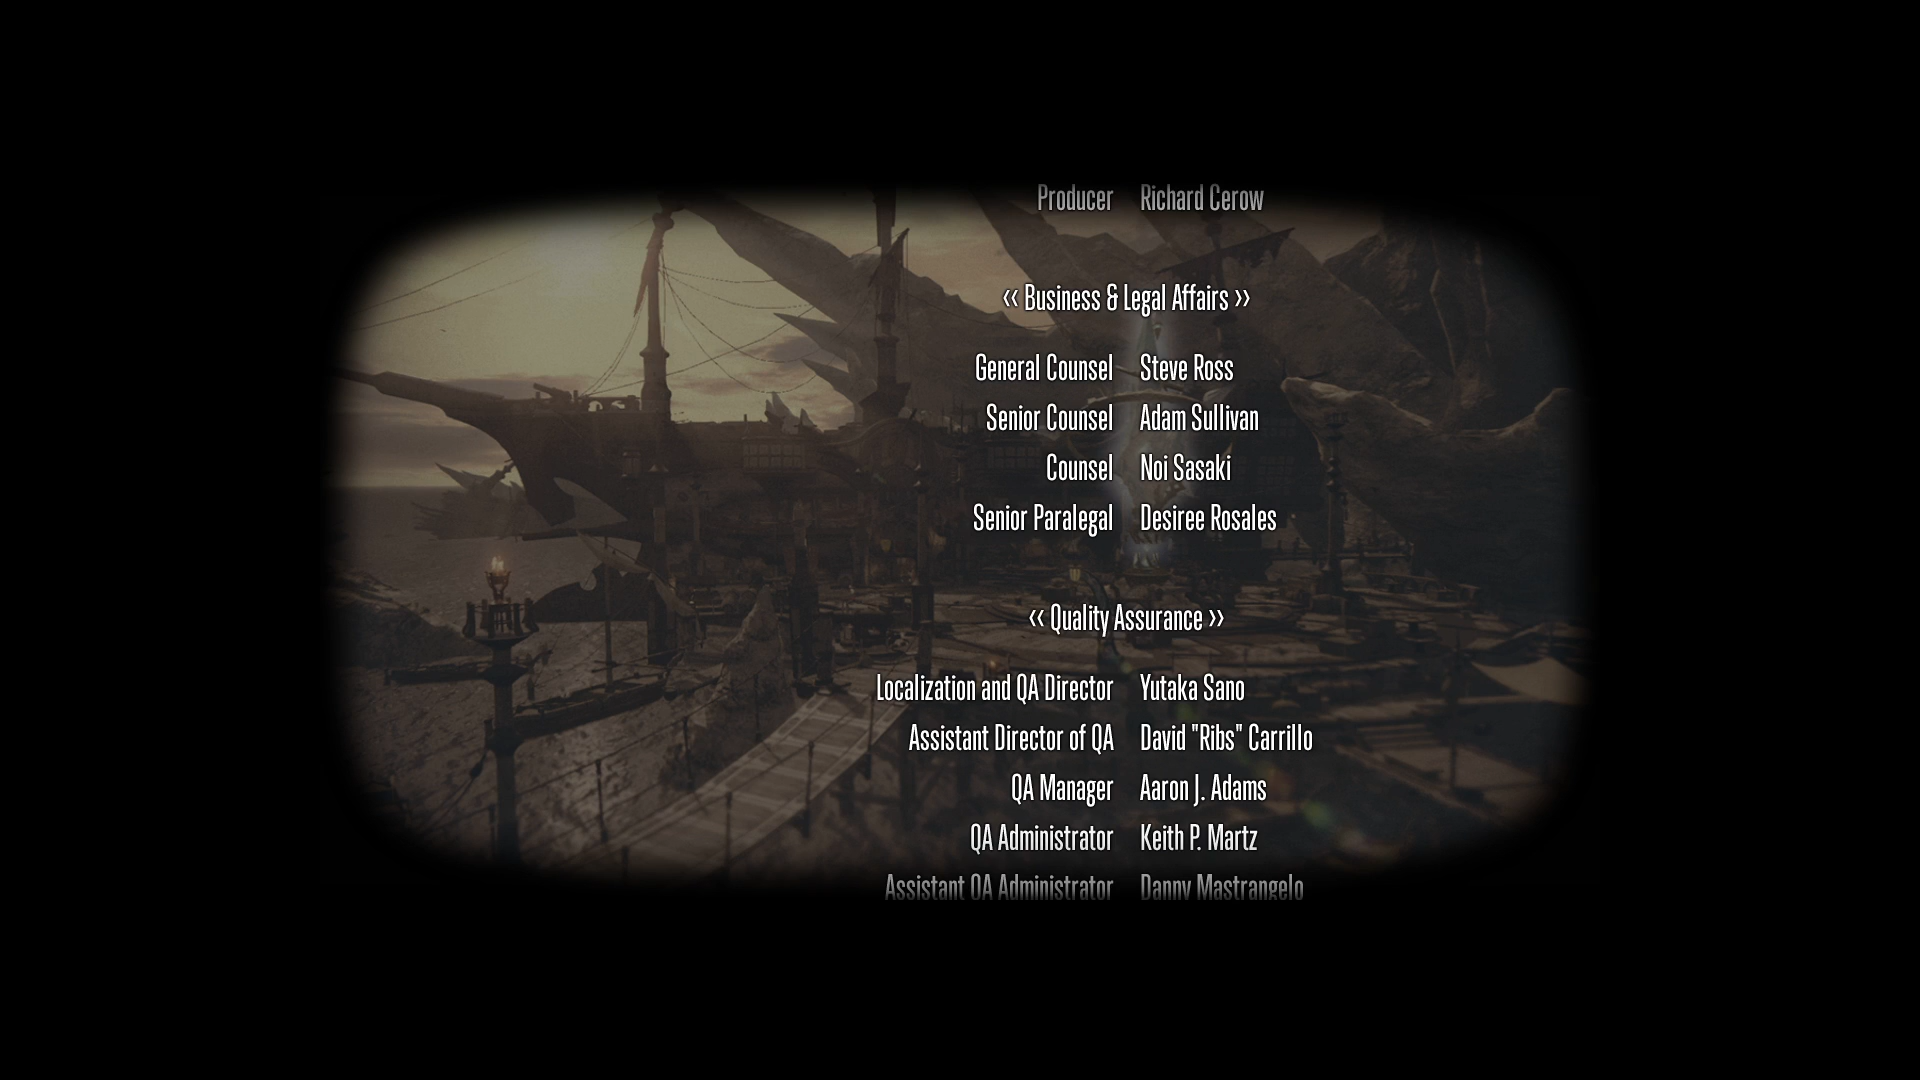 Producer Richard Cerow
« Business & Legal Affairs »
General Counsel Steve Ross
Senior Counsel Adam Sullivan
Counsel Noi Sasaki
Senior Paralegal Desiree Rosales
« Quality Assurance »
Localization and QA Director Yutaka Sano
Assistant Director of QA David "Ribs" Carrillo
QA Manager Aaron J. Adams
QA Administrator Keith P. Martz
Assistant QA Administrator Danny Mastrangelo